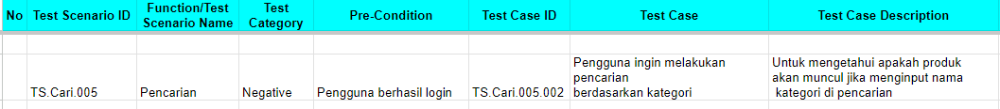 No Test Scenario ID Function/Test Scenario Name Test Category Pre-Condition Test Case ID Test Case Test Case Description
TS.Cari.005 Pencarian Negative Pengguna berhasil login TS.Cari.005.002
Pengguna ingin melakukan
pencarian
berdasarkan kategori
Untuk mengetahui apakah produk
akan muncul jika menginput nama
kategori di pencarian